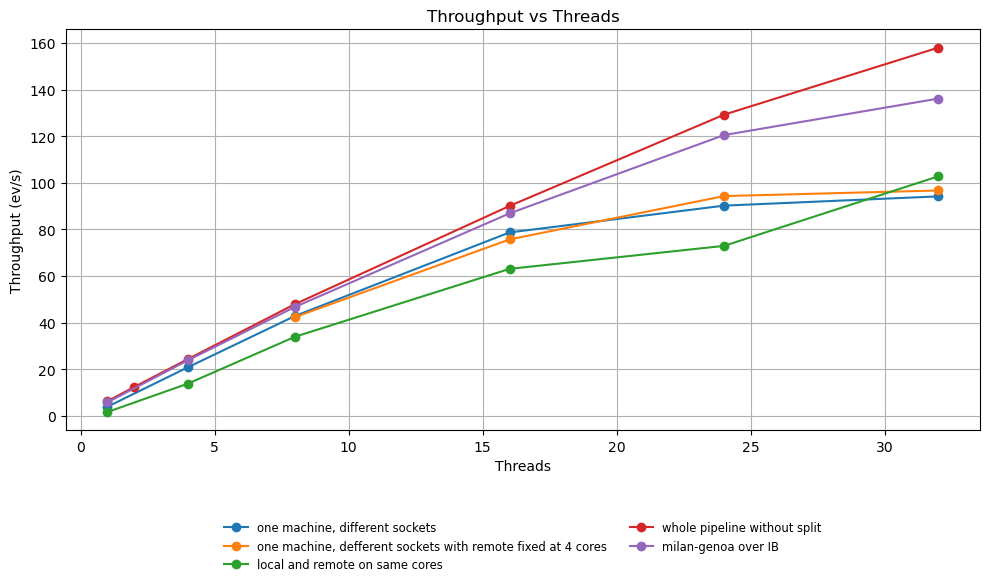 Throughput vs Threads
160
140
120
100
80
60
40
20
0
Throughput (ev/s)
0 5 10 15 20 25 30
Threads
one machine, different sockets
one machine, defferent sockets with remote fixed at 4 cores
local and remote on same cores
whole pipeline without split
milan-genoa over IB